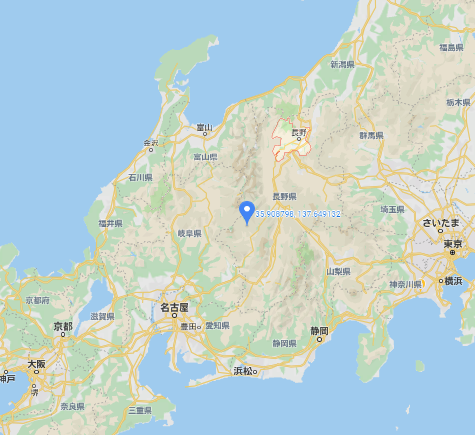 福島県
新潟県
栃木県
富山
長野
群馬県
金沢
富山県
石川県
長野県
埼玉県
35.908798, 137.649132
さいたま
福井県
岐阜県
東京
山梨県
横浜
神奈川県
京都府
滋賀県
名古屋
京都
豊田
愛知県
静岡
静岡県
大阪
浜松
神戸
堺
奈良県
三重県